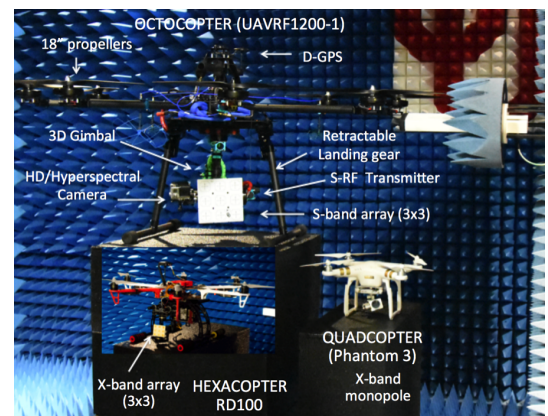 OCTOCOPTER (UAVRF1200-1)
18” propellers
D-GPS
3D Gimbal
Retractable
Landing gear
HD/Hyperspectral
Camera
S-RF Transmitter
S-band array (3x3)
QUADCOPTER
(Phantom 3)
X-band array
(3x3)
HEXACOPTER
RD100
X-band
monopole